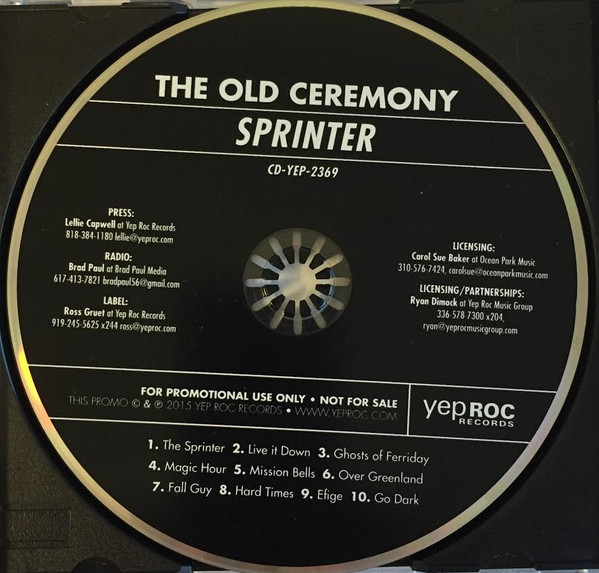 THE OLD CEREMONY
SPRINTER
CD-YEP-2369
PRESS:
Lellie Capwell at Yep Roc Records
818-384-1180 lellie@yeproc.com
RADIO:
Brad Paul at Brad Paul Media
617-413-7821 bradpaul56@gmail.com
LABEL:
Ross Gruet at Yep Roc Records
919-245-5625 x244 ross@yeproc.com
LICENSING:
Carol Sue Baker at Ocean Park Music
310-576-7424, carolsue@oceanparkmusic.com
LICENSING/PARTNERSHIPS:
Ryan Dimock at Yep Roc Music Group
336 578 7300 x204,
ryan@yeprocmusicgroup.com
FOR PROMOTIONAL USE ONLY • NOT FOR SALE
THIS PROMO © & ℗ 2015 YEP ROC RECORDS • WWW.YEPROC.COM
yepROC
RECORDS
1. The Sprinter 2. Live it Down 3. Ghosts of Ferriday
4. Magic Hour 5. Mission Bells 6. Over Greenland
7. Fall Guy 8. Hard Times 9. Efige 10. Go Dark